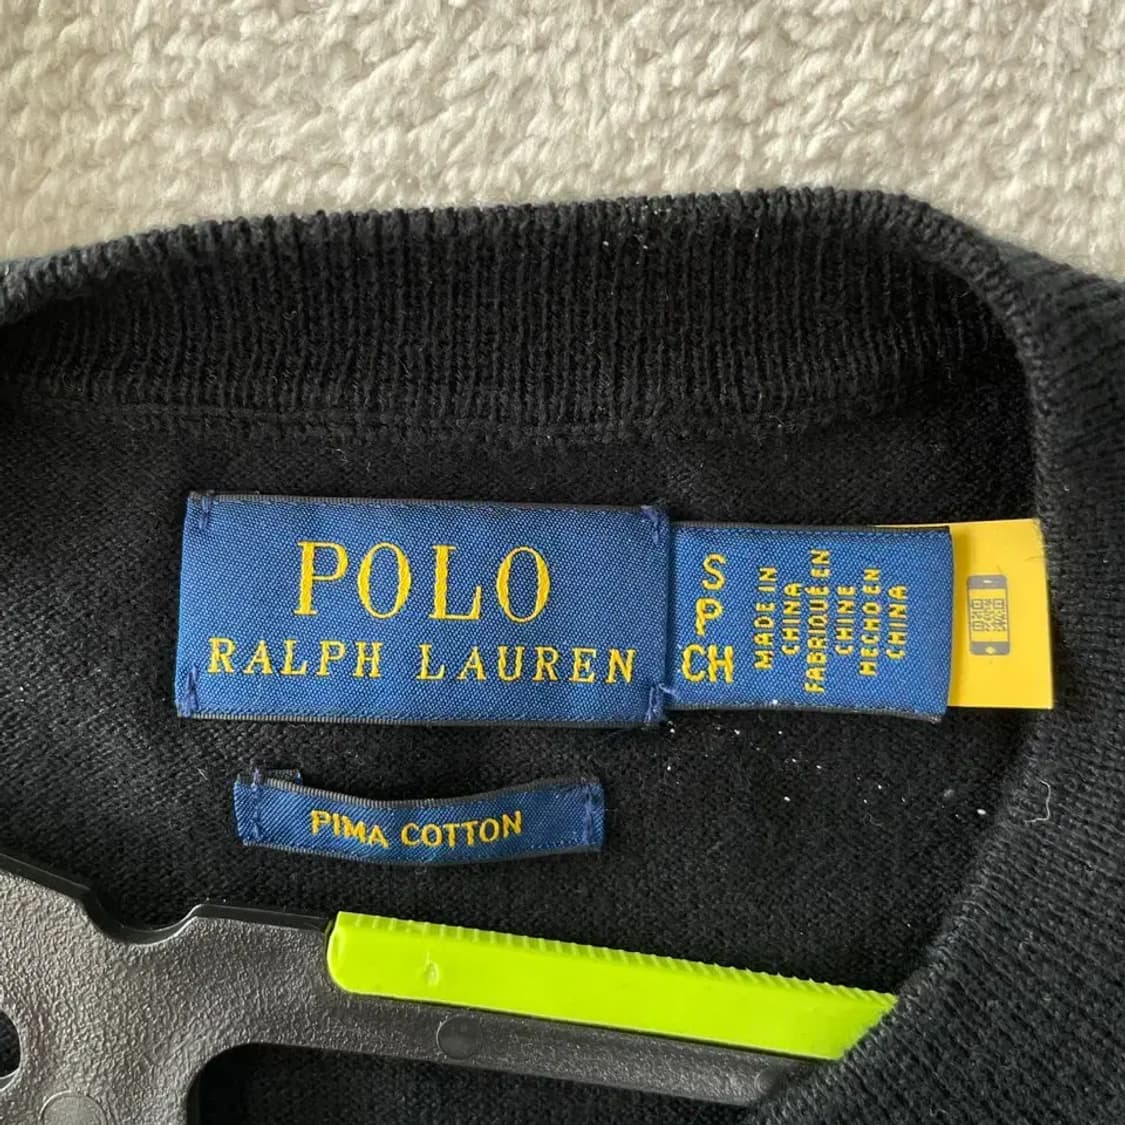 POLO
RALPH LAUREN
S
P
CH
MADE IN
CHINA
FABRIQUÉ EN
CHINE
HECHO EN
CHINA
PIMA COTTON